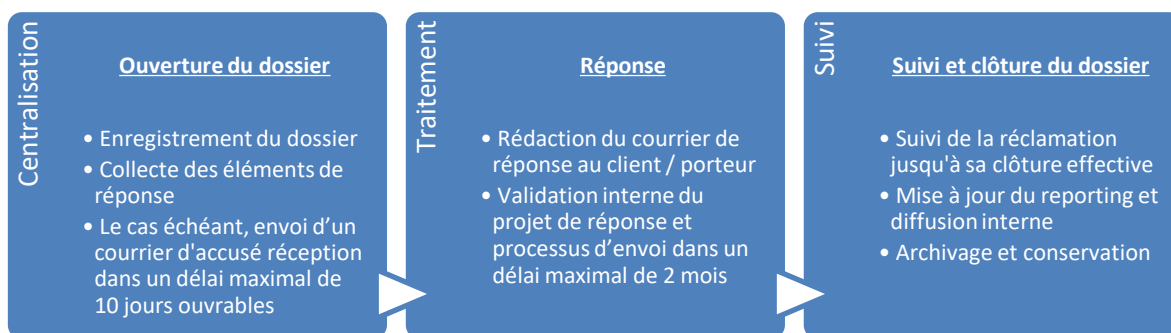 Centralisation
Ouverture du dossier
• Enregistrement du dossier
• Collecte des éléments de
réponse
• Le cas échéant, envoi d’un
courrier d'accusé réception
dans un délai maximal de
10 jours ouvrables
Traitement
Réponse
• Rédaction du courrier de
réponse au client / porteur
• Validation interne du
projet de réponse et
processus d’envoi dans un
délai maximal de 2 mois
Suivi
Suivi et clôture du dossier
• Suivi de la réclamation
jusqu'à sa clôture effective
• Mise à jour du reporting et
diffusion interne
• Archivage et conservation